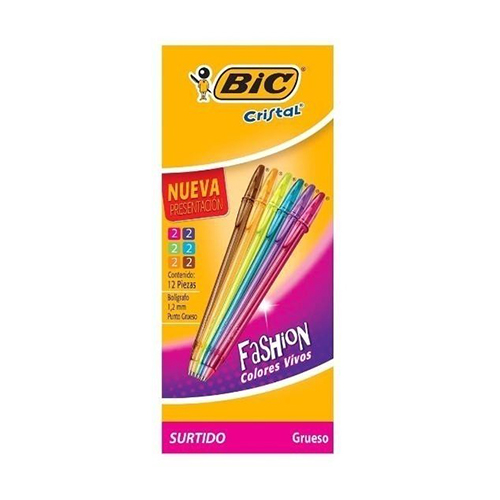 BIC
Cristal®
NUEVA
PRESENTACIÓN
2 2
2 2
2 2
Contenido:
12 Piezas
Bolígrafo
1,2 mm
Punto Grueso
FASHION
Colores Vivos
SURTIDO Grueso